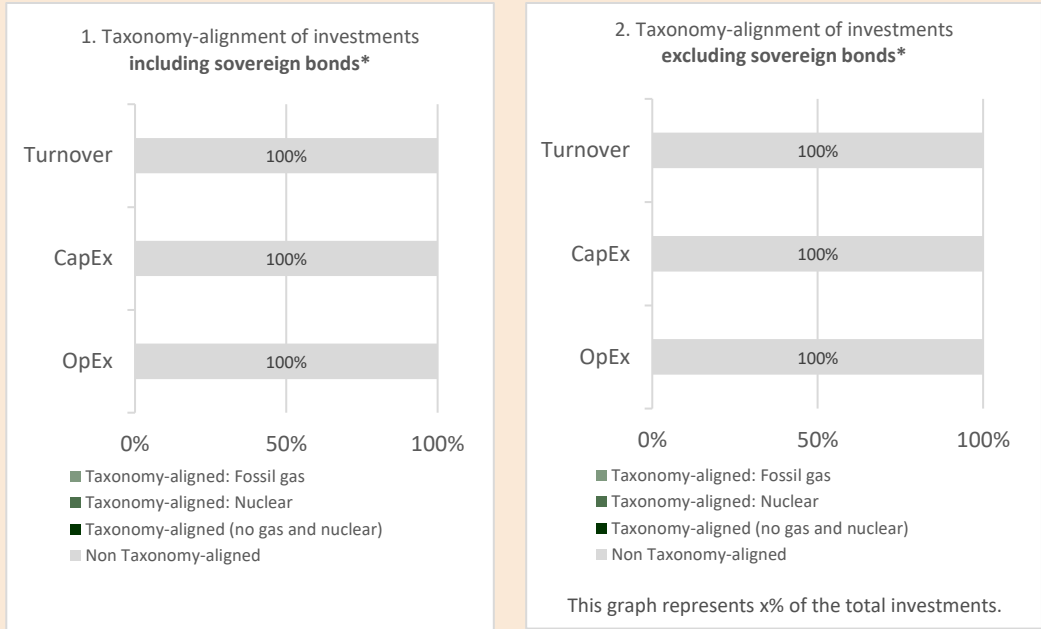 1. Taxonomy-alignment of investments
including sovereign bonds*
Turnover
100%
CapEx
100%
OpEx
100%
0%
50%
100%
Taxonomy-aligned: Fossil gas
Taxonomy-aligned: Nuclear
Taxonomy-aligned (no gas and nuclear)
Non Taxonomy-aligned
2. Taxonomy-alignment of investments
excluding sovereign bonds*
Turnover
100%
CapEx
100%
OpEx
100%
0%
50%
100%
Taxonomy-aligned: Fossil gas
Taxonomy-aligned: Nuclear
Taxonomy-aligned (no gas and nuclear)
Non Taxonomy-aligned
This graph represents x% of the total investments.